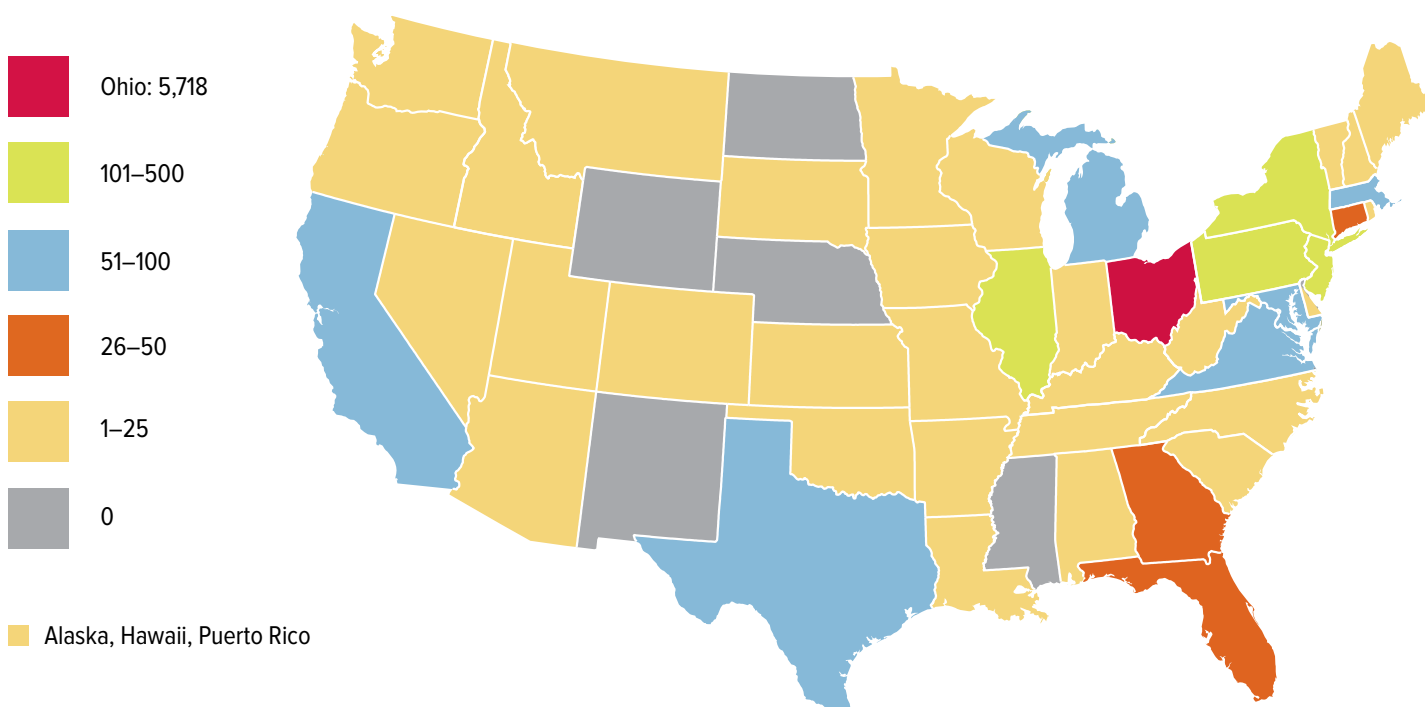 Ohio: 5,718
101–500
51–100
26–50
1–25
0
Alaska, Hawaii, Puerto Rico